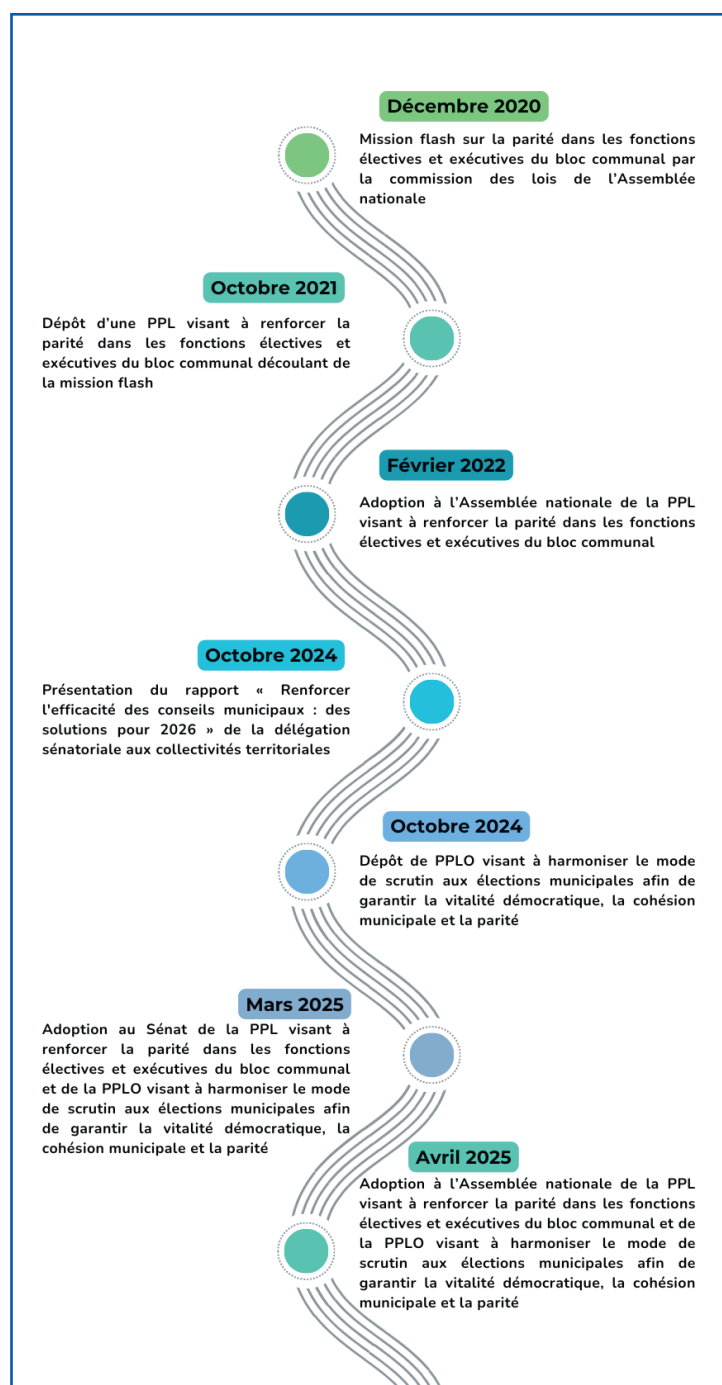 Décembre 2020
Mission flash sur la parité dans les fonctions
électives et exécutives du bloc communal par
la commission des lois de l’Assemblée
nationale
Octobre 2021
Dépôt d’une PPL visant à renforcer la
parité dans les fonctions électives et
exécutives du bloc communal découlant de
la mission flash
Février 2022
Adoption à l’Assemblée nationale de la PPL
visant à renforcer la parité dans les fonctions
électives et exécutives du bloc communal
Octobre 2024
Présentation du rapport « Renforcer
l'efficacité des conseils municipaux : des
solutions pour 2026 » de la délégation
sénatoriale aux collectivités territoriales
Octobre 2024
Dépôt de PPLO visant à harmoniser le mode
de scrutin aux élections municipales afin de
garantir la vitalité démocratique, la cohésion
municipale et la parité
Mars 2025
Adoption au Sénat de la PPL visant à
renforcer la parité dans les fonctions
électives et exécutives du bloc communal
et de la PPLO visant à harmoniser le mode
de scrutin aux élections municipales afin
de garantir la vitalité démocratique, la
cohésion municipale et la parité
Avril 2025
Adoption à l’Assemblée nationale de la PPL
visant à renforcer la parité dans les fonctions
électives et exécutives du bloc communal et de
la PPLO visant à harmoniser le mode de
scrutin aux élections municipales afin de
garantir la vitalité démocratique, la cohésion
municipale et la parité